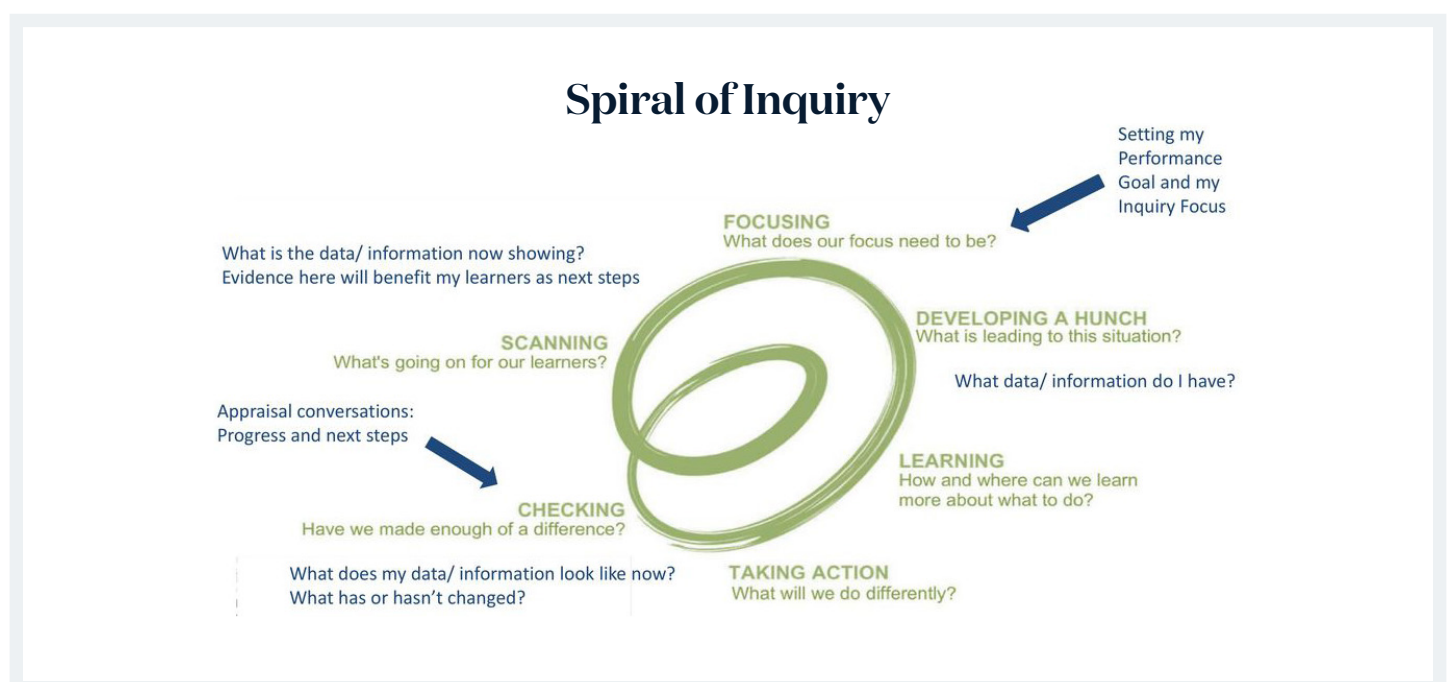 Spiral of Inquiry
Setting my
Performance
Goal and my
Inquiry Focus
FOCUSING
What does our focus need to be?
What is the data/ information now showing?
Evidence here will benefit my learners as next steps
DEVELOPING A HUNCH
What is leading to this situation?
SCANNING
What's going on for our learners?
What data/ information do I have?
Appraisal conversations:
Progress and next steps
LEARNING
How and where can we learn
more about what to do?
CHECKING
Have we made enough of a difference?
What does my data/ information look like now?
What has or hasn’t changed?
TAKING ACTION
What will we do differently?